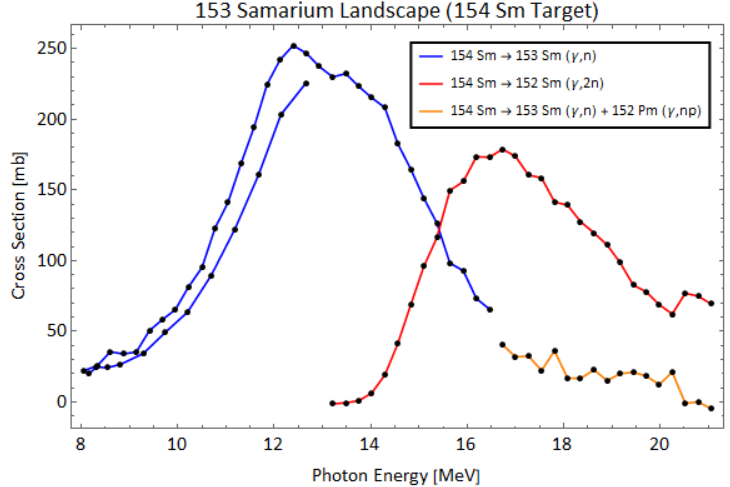 153 Samarium Landscape (154 Sm Target)
154 Sm → 153 Sm (γ,n)
154 Sm → 152 Sm (γ,2n)
154 Sm → 153 Sm (γ,n) + 152 Pm (γ,np)
Cross Section [mb]
250
200
150
100
50
0
8 10 12 14 16 18 20
Photon Energy [MeV]